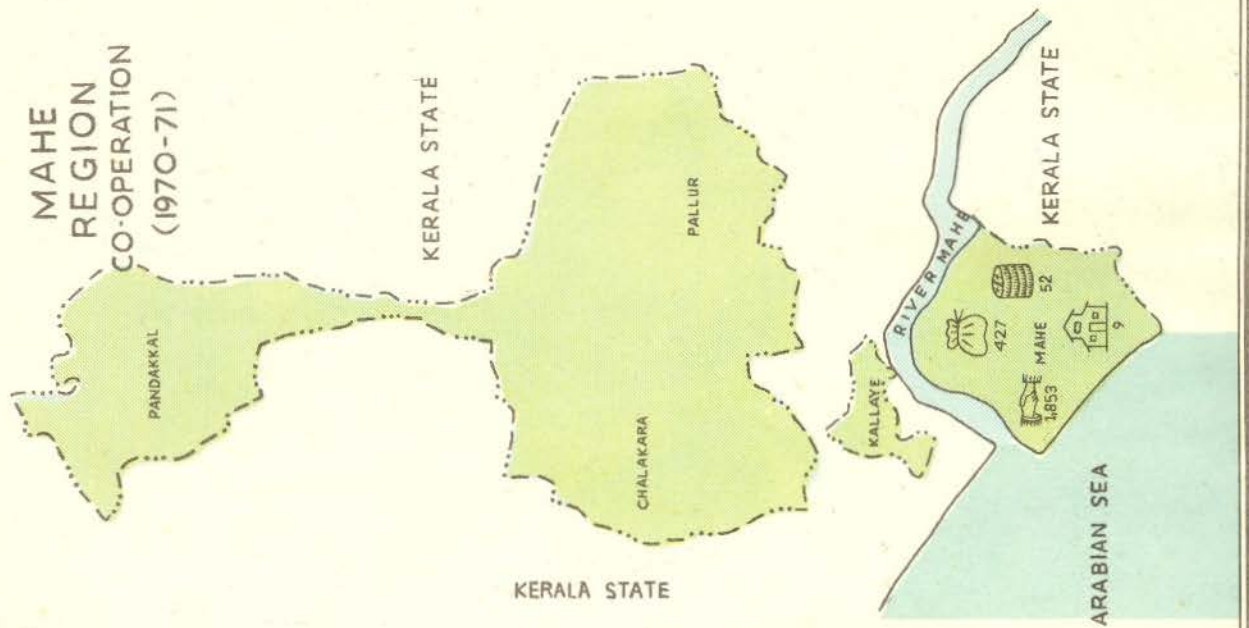 MAHE
REGION
CO-OPERATION
(1970-71)
PANDAKKAL
KERALA STATE
PALLUR
CHALAKARA
KERALA STATE
KALLAYE
RIVER MAHE
KERALA STATE
427
52
MAHE
1,853
9
ARABIAN SEA